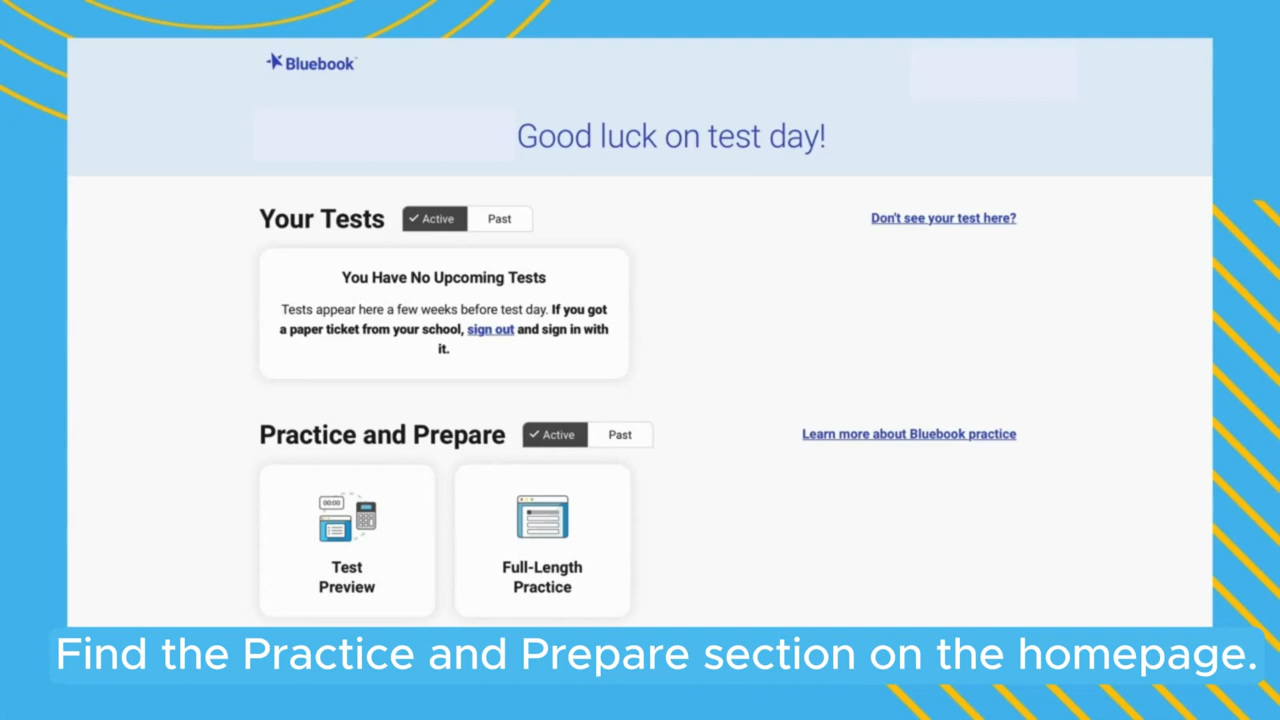 Bluebook
Good luck on test day!
Your Tests
Active
Past
Don't see your test here?
You Have No Upcoming Tests
Tests appear here a few weeks before test day. If you got
a paper ticket from your school, sign out and sign in with
it.
Practice and Prepare
Active
Past
Learn more about Bluebook practice
00:00
Test
Preview
Full-Length
Practice
Find the Practice and Prepare section on the homepage.